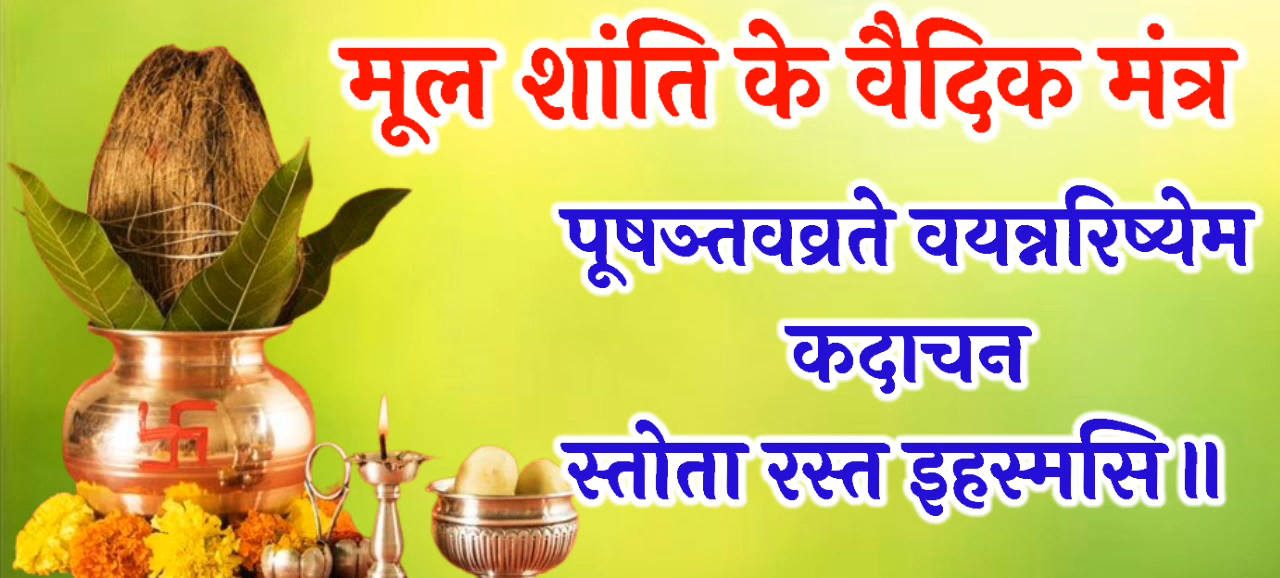 मूल शांति के वैदिक मंत्र
पूषञ्तवव्रते वयन्नरिष्येम
कदाचन
स्तोता रस्त इहस्मसि॥